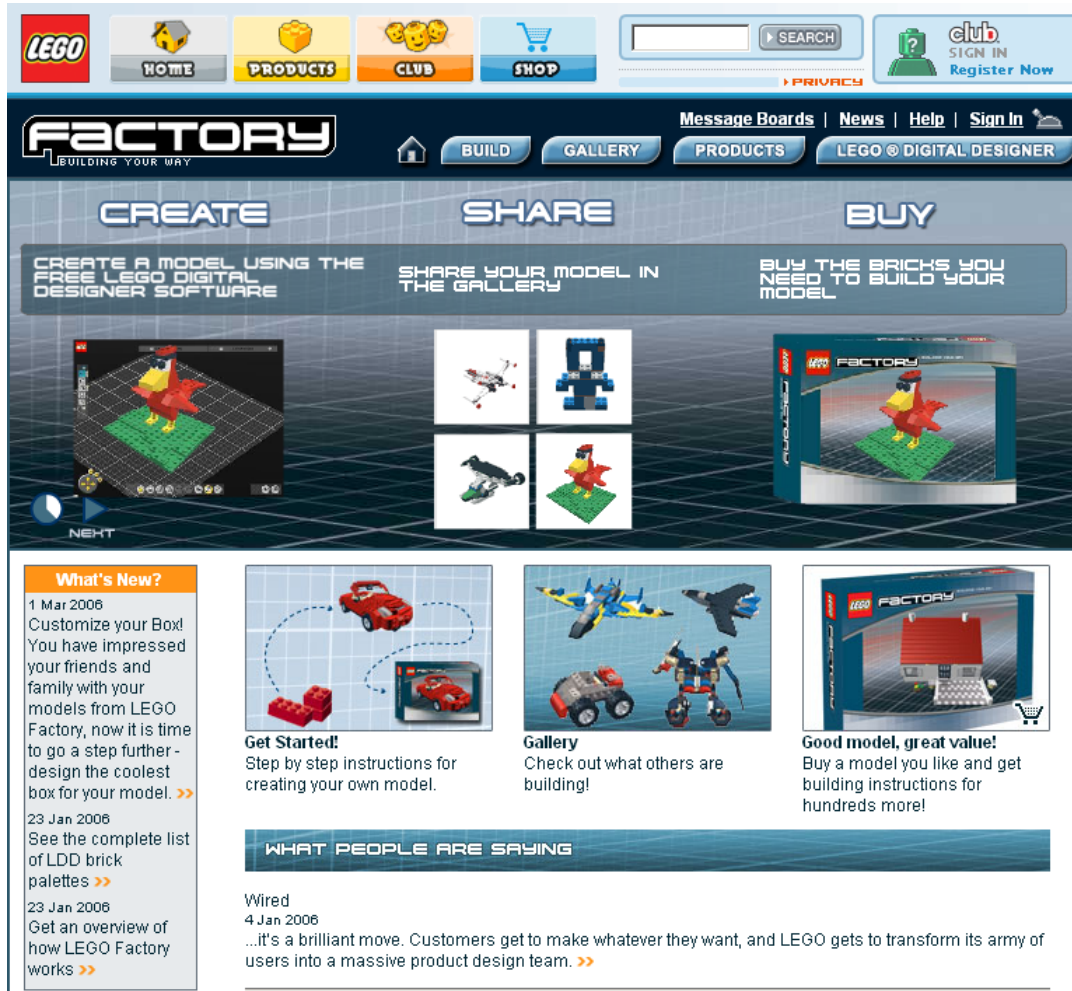 LEGO
HOME
PRODUCTS
CLUB
SHOP
SEARCH
PRIVACY
club
SIGN IN
Register Now
FACTORY
BUILDING YOUR WAY
Message Boards | News | Help | Sign In
BUILD
GALLERY
PRODUCTS
LEGO ® DIGITAL DESIGNER
CREATE
CREATE A MODEL USING THE
FREE LEGO DIGITAL
DESIGNER SOFTWARE
SHARE
SHARE YOUR MODEL IN
THE GALLERY
BUY
BUY THE BRICKS YOU
NEED TO BUILD YOUR
MODEL
NEXT
LEGO FACTORY
FACTORY
What's New?
1 Mar 2006
Customize your Box!
You have impressed
your friends and
family with your
models from LEGO
Factory, now it is time
to go a step further -
design the coolest
box for your model. >>
23 Jan 2006
See the complete list
of LDD brick
palettes >>
23 Jan 2006
Get an overview of
how LEGO Factory
works >>
Get Started!
Step by step instructions for
creating your own model.
Gallery
Check out what others are
building!
LEGO FACTORY
FACTORY
Good model, great value!
Buy a model you like and get
building instructions for
hundreds more!
WHAT PEOPLE ARE SAYING
Wired
4 Jan 2006
...it's a brilliant move. Customers get to make whatever they want, and LEGO gets to transform its army of
users into a massive product design team. >>